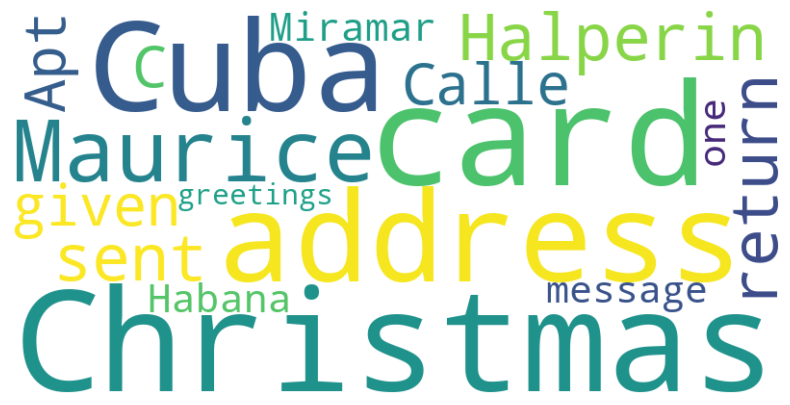 Apt
Cuba
C
Miramar
Halperin
Calle
card
one
return
Maurice
given
greetings
sent
address
Habana
message
Christmas